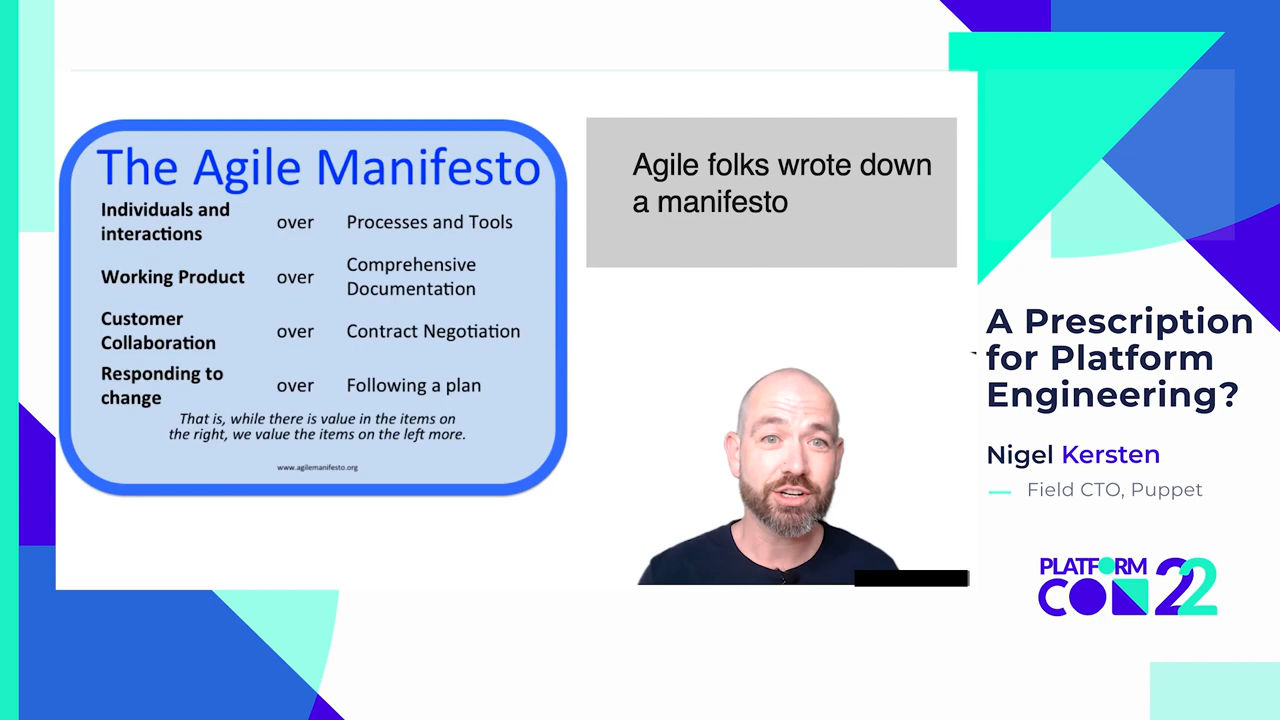 The Agile Manifesto
Individuals and
interactions
over
Processes and Tools
Working Product
over
Comprehensive
Documentation
Customer
Collaboration
over
Contract Negotiation
Responding to
change
over
Following a plan
That is, while there is value in the items on
the right, we value the items on the left more.
www.agilemanifesto.org
Agile folks wrote down
a manifesto
A Prescription
for Platform
Engineering?
Nigel Kersten
Field CTO, Puppet
PLATFORM
CON 22